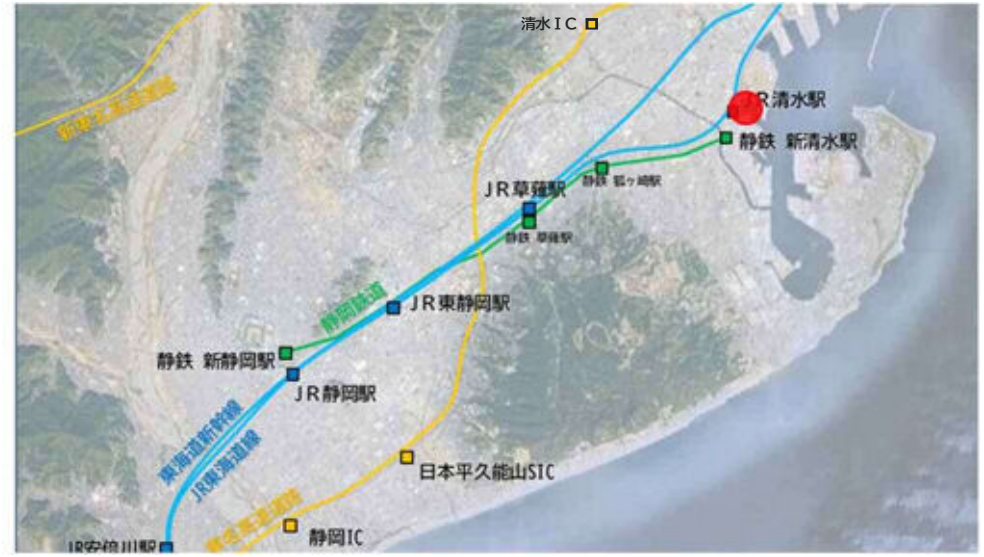 清水ＩＣ
新東名高速道路
ＪＲ清水駅
静鉄 新清水駅
静鉄 狐ヶ崎駅
ＪＲ草薙駅
静鉄 草薙駅
ＪＲ東静岡駅
静岡鉄道
静鉄 新静岡駅
ＪＲ静岡駅
東海道新幹線
JR東海道線
日本平久能山SIC
東名高速道路
静岡IC
JR安倍川駅